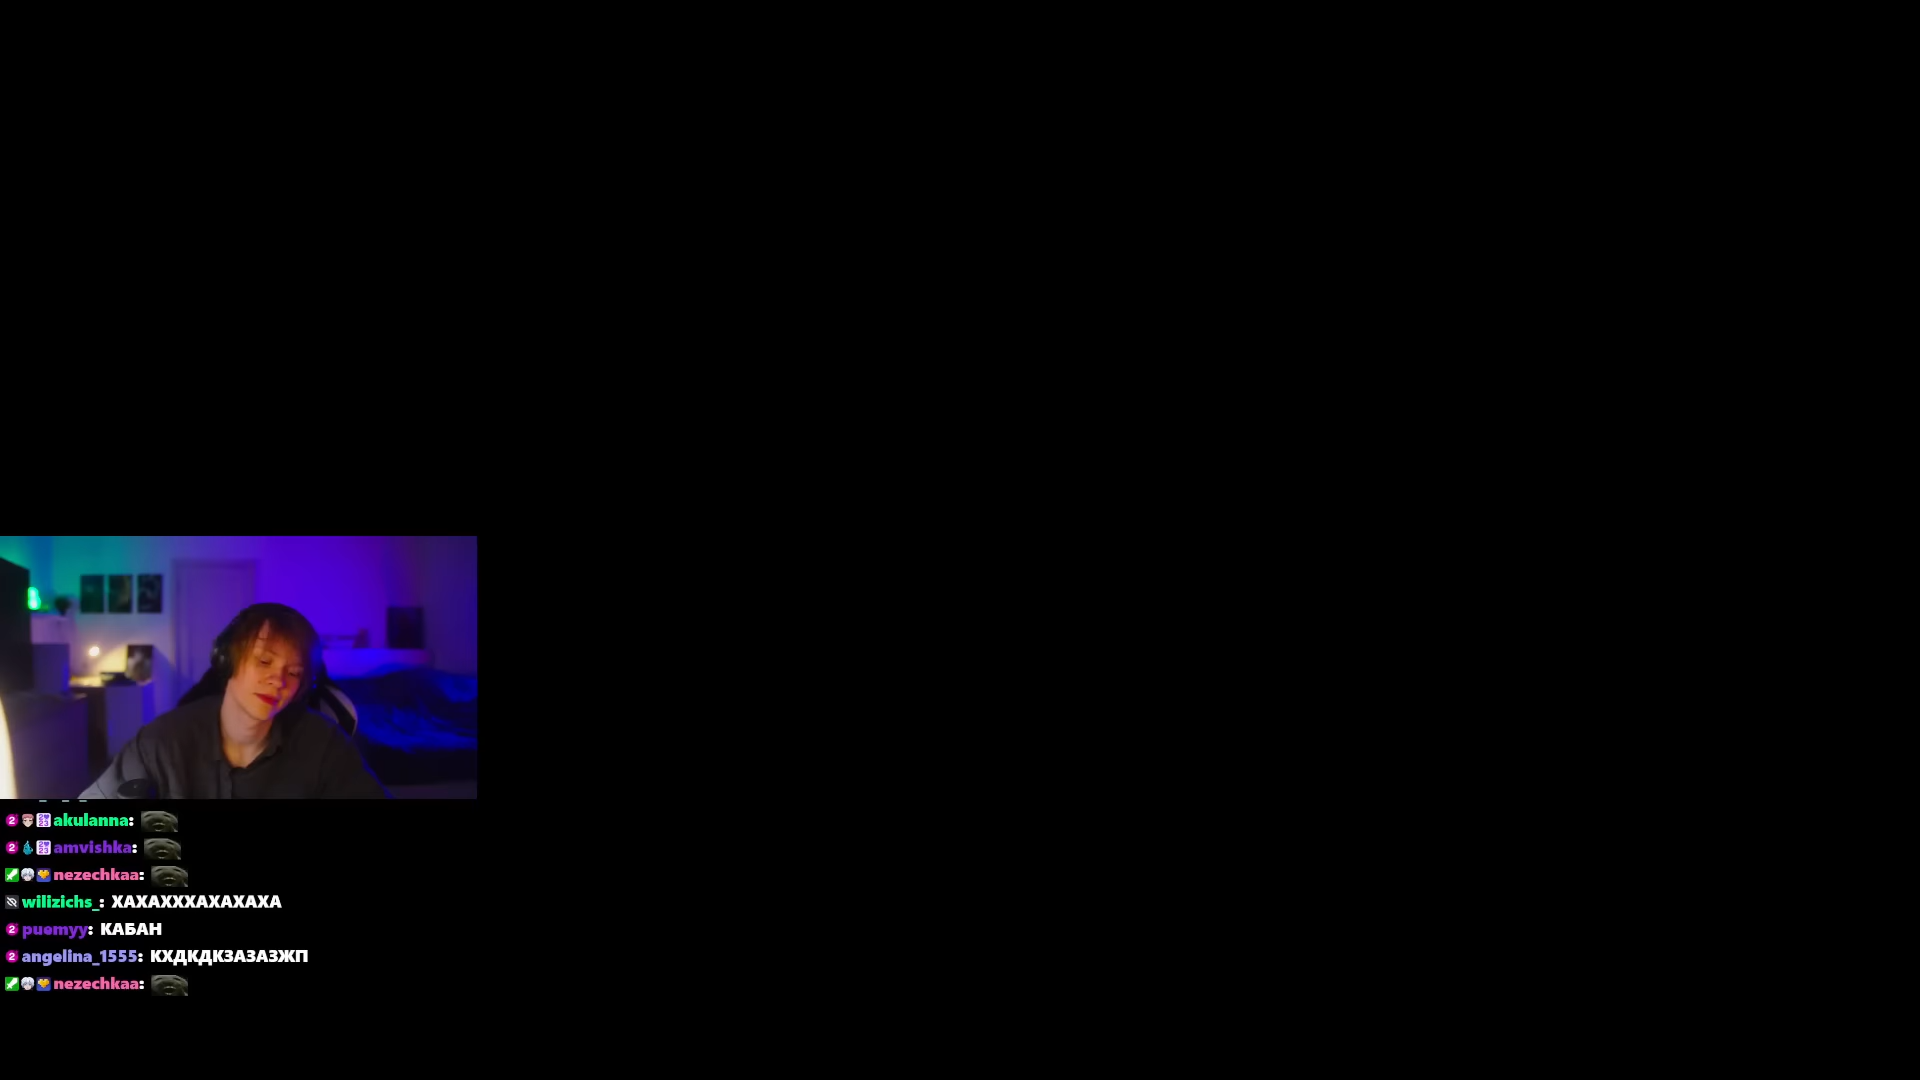 akulanna:
amvishka:
nezechkaa:
wilizichs_: ХАХАХХХАХАХАХА
puemyy: КАБАН
angelina_1555: КХДКДКЗАЗАЗЖП
nezechkaa: